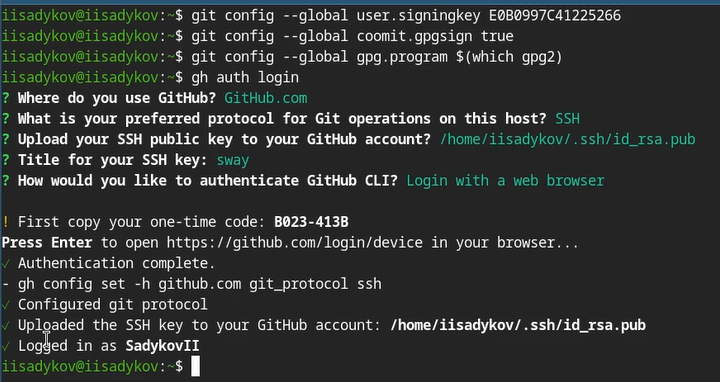 iisadykov@iisadykov:~$ git config --global user.signingkey E0B0997C41225266
iisadykov@iisadykov:~$ git config --global coomit.gpgsign true
iisadykov@iisadykov:~$ git config --global gpg.program $(which gpg2)
iisadykov@iisadykov:~$ gh auth login
? Where do you use GitHub? GitHub.com
? What is your preferred protocol for Git operations on this host? SSH
? Upload your SSH public key to your GitHub account? /home/iisadykov/.ssh/id_rsa.pub
? Title for your SSH key: sway
? How would you like to authenticate GitHub CLI? Login with a web browser
! First copy your one-time code: B023-413B
Press Enter to open https://github.com/login/device in your browser...
✓ Authentication complete.
- gh config set -h github.com git_protocol ssh
✓ Configured git protocol
✓ Uploaded the SSH key to your GitHub account: /home/iisadykov/.ssh/id_rsa.pub
✓ Logged in as SadykovII
iisadykov@iisadykov:~$